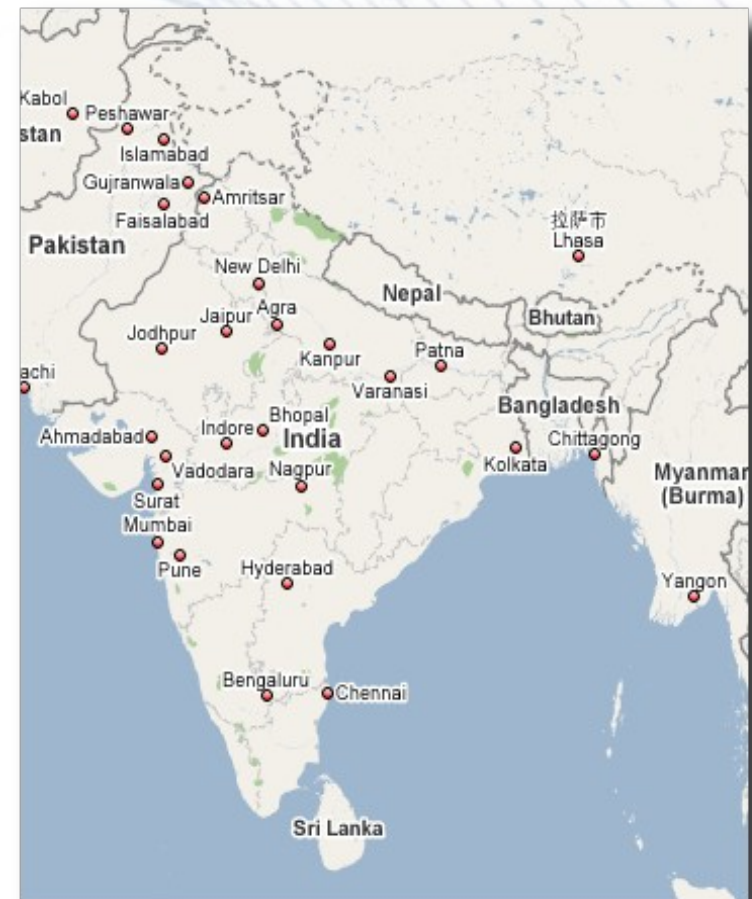 Kabol
Peshawar
stan
Islamabad
Gujranwala
Amritsar
Faisalabad
拉萨市
Lhasa
Pakistan
New Delhi
Nepal
Bhutan
Jaipur
Agra
Jodhpur
Kanpur
Patna
achi
Varanasi
Bangladesh
Ahmadabad
Indore
Bhopal
India
Chittagong
Kolkata
Vadodara
Nagpur
Myanmar
(Burma)
Surat
Mumbai
Pune
Hyderabad
Yangon
Bengaluru
Chennai
Sri Lanka